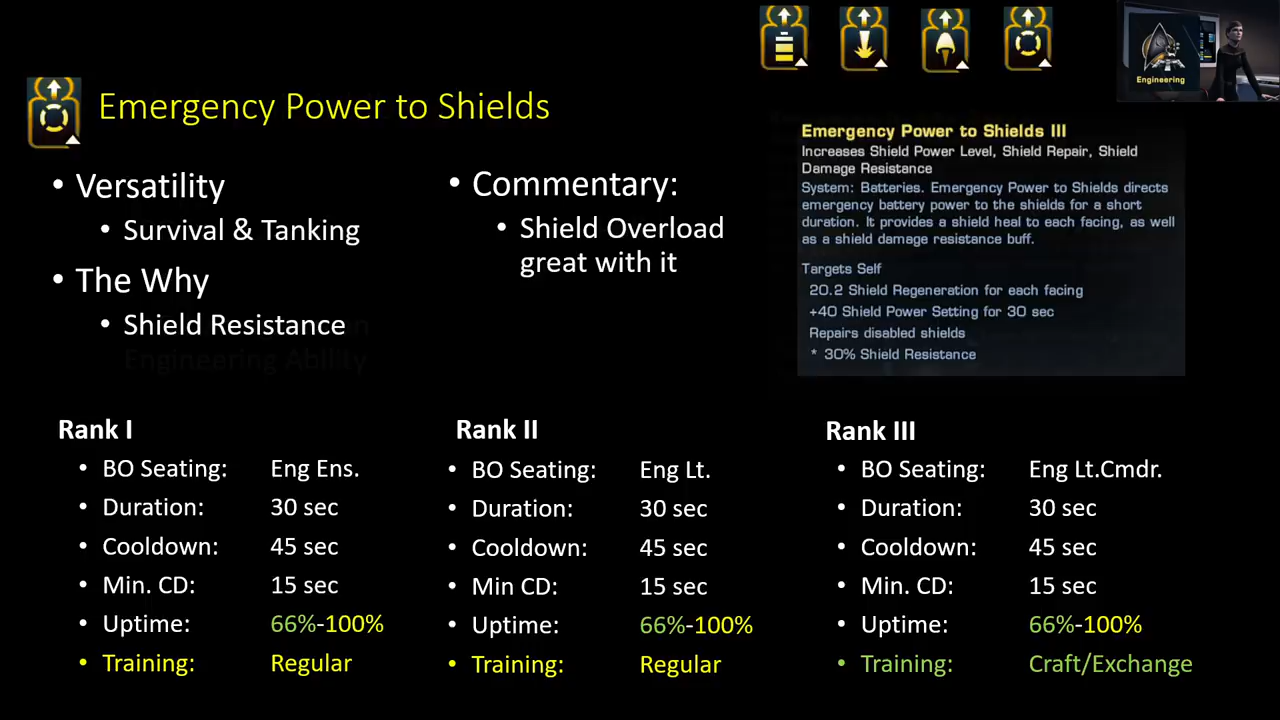 Engineering
Emergency Power to Shields
• Versatility
• Survival & Tanking
• The Why
• Shield Resistance
Engineering Ability
• Commentary:
• Shield Overload
great with it
Emergency Power to Shields III
Increases Shield Power Level, Shield Repair, Shield
Damage Resistance
System: Batteries. Emergency Power to Shields directs
emergency battery power to the shields for a short
duration. It provides a shield heal to each facing, as well
as a shield damage resistance buff.
Targets Self
20.2 Shield Regeneration for each facing
+40 Shield Power Setting for 30 sec
Repairs disabled shields
* 30% Shield Resistance
Rank I
• BO Seating: Eng Ens.
• Duration: 30 sec
• Cooldown: 45 sec
• Min. CD: 15 sec
• Uptime: 66%-100%
• Training: Regular
Rank II
• BO Seating: Eng Lt.
• Duration: 30 sec
• Cooldown: 45 sec
• Min CD: 15 sec
• Uptime: 66%-100%
• Training: Regular
Rank III
• BO Seating: Eng Lt.Cmdr.
• Duration: 30 sec
• Cooldown: 45 sec
• Min. CD: 15 sec
• Uptime: 66%-100%
• Training: Craft/Exchange